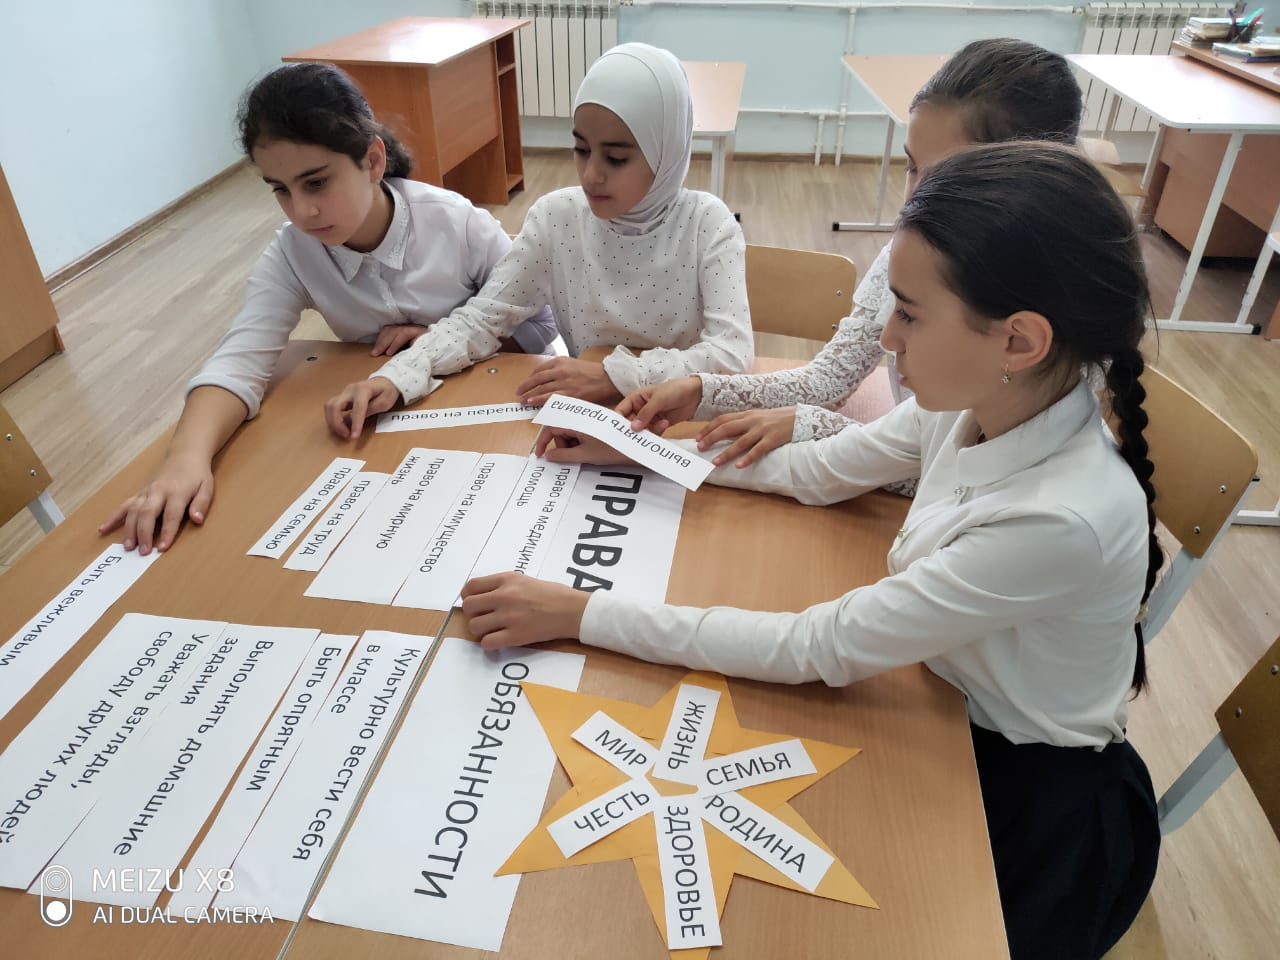 ПРАВА
право на медицинс
помощь
право на имущество
право на мирную
жизнь
право на труд
право на семью
право на переписк
выполнять правила
ОБЯЗАННОСТИ
Культурно вести себя
в классе
Быть опрятным
Выполнять домашние
задания
Уважать взгляды,
свободу других людей
Быть вежливым
ЖИЗНЬ
СЕМЬЯ
РОДИНА
ЗДОРОВЬЕ
ЧЕСТЬ
МИР
MEIZU X8
AI DUAL CAMERA